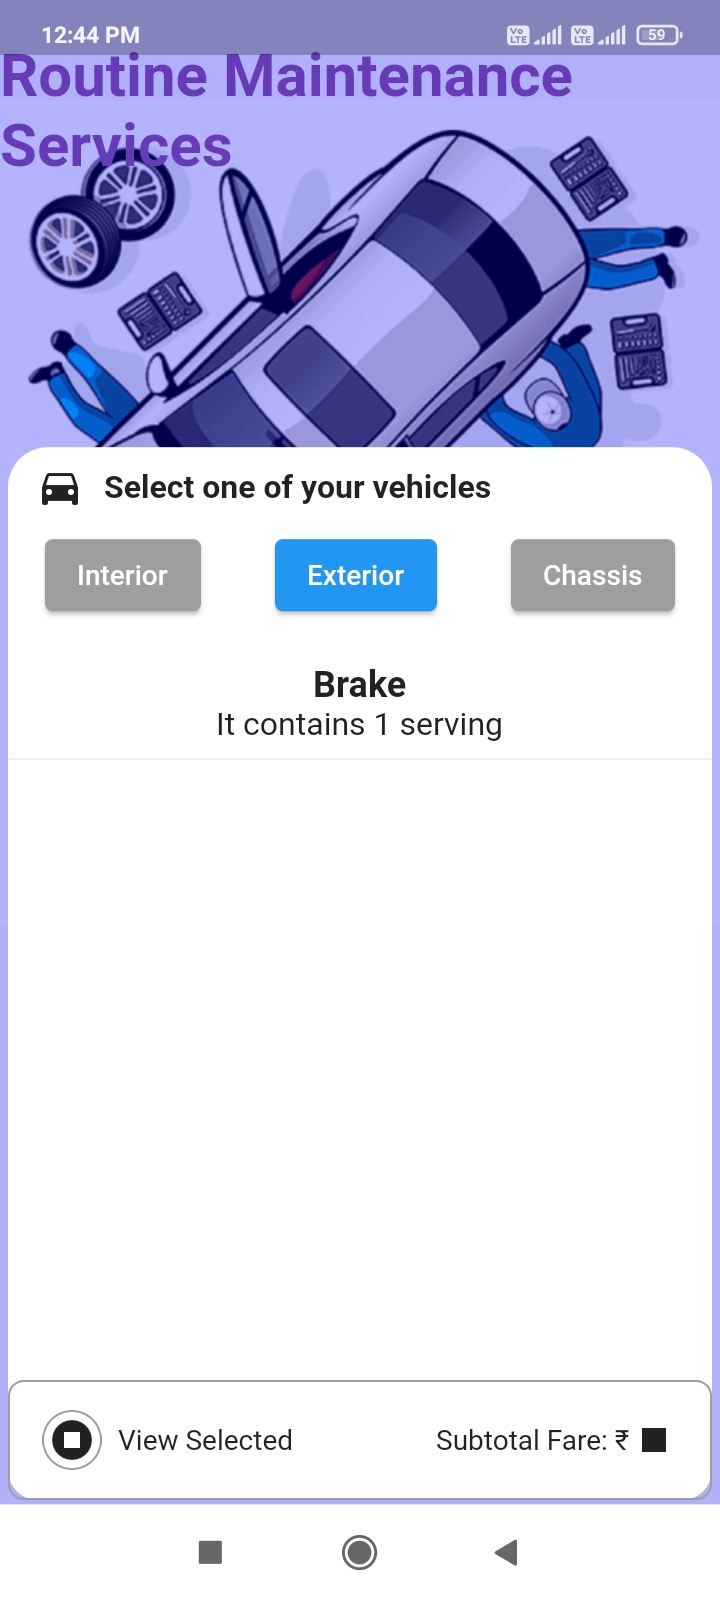 12:44 PM
Vo LTE Vo LTE 59
Routine Maintenance
Services
Select one of your vehicles
Interior Exterior Chassis
Brake
It contains 1 serving
View Selected Subtotal Fare: ₹